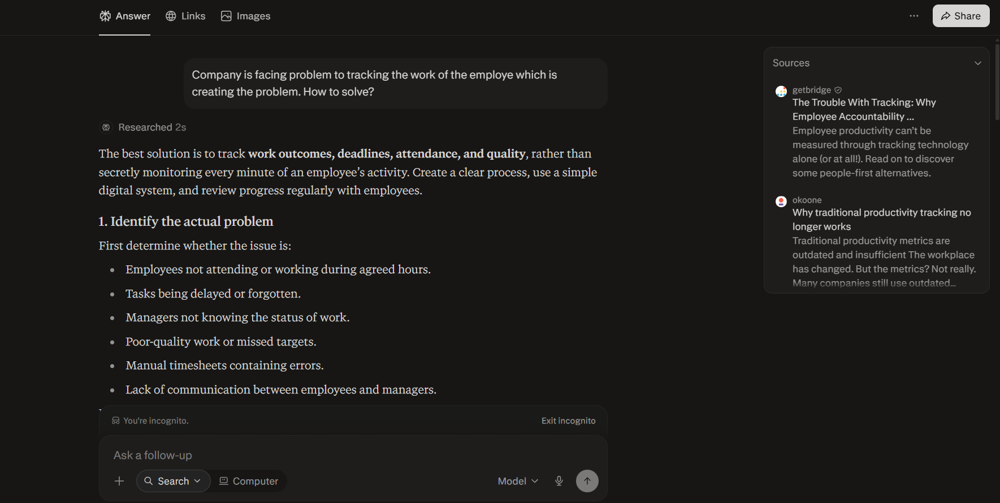 Answer
Links
Images
Share
Company is facing problem to tracking the work of the employe which is
creating the problem. How to solve?
Researched 2s
The best solution is to track work outcomes, deadlines, attendance, and quality, rather than
secretly monitoring every minute of an employee’s activity. Create a clear process, use a simple
digital system, and review progress regularly with employees.
1. Identify the actual problem
First determine whether the issue is:
• Employees not attending or working during agreed hours.
• Tasks being delayed or forgotten.
• Managers not knowing the status of work.
• Poor-quality work or missed targets.
• Manual timesheets containing errors.
• Lack of communication between employees and managers.
You're incognito.
Exit incognito
Ask a follow-up
Search
Computer
Model
Sources
getbridge
The Trouble With Tracking: Why
Employee Accountability ...
Employee productivity can’t be
measured through tracking technology
alone (or at all!). Read on to discover
some people-first alternatives.
okoone
Why traditional productivity tracking no
longer works
Traditional productivity metrics are
outdated and insufficient The workplace
has changed. But the metrics? Not really.
Many companies still use outdated...